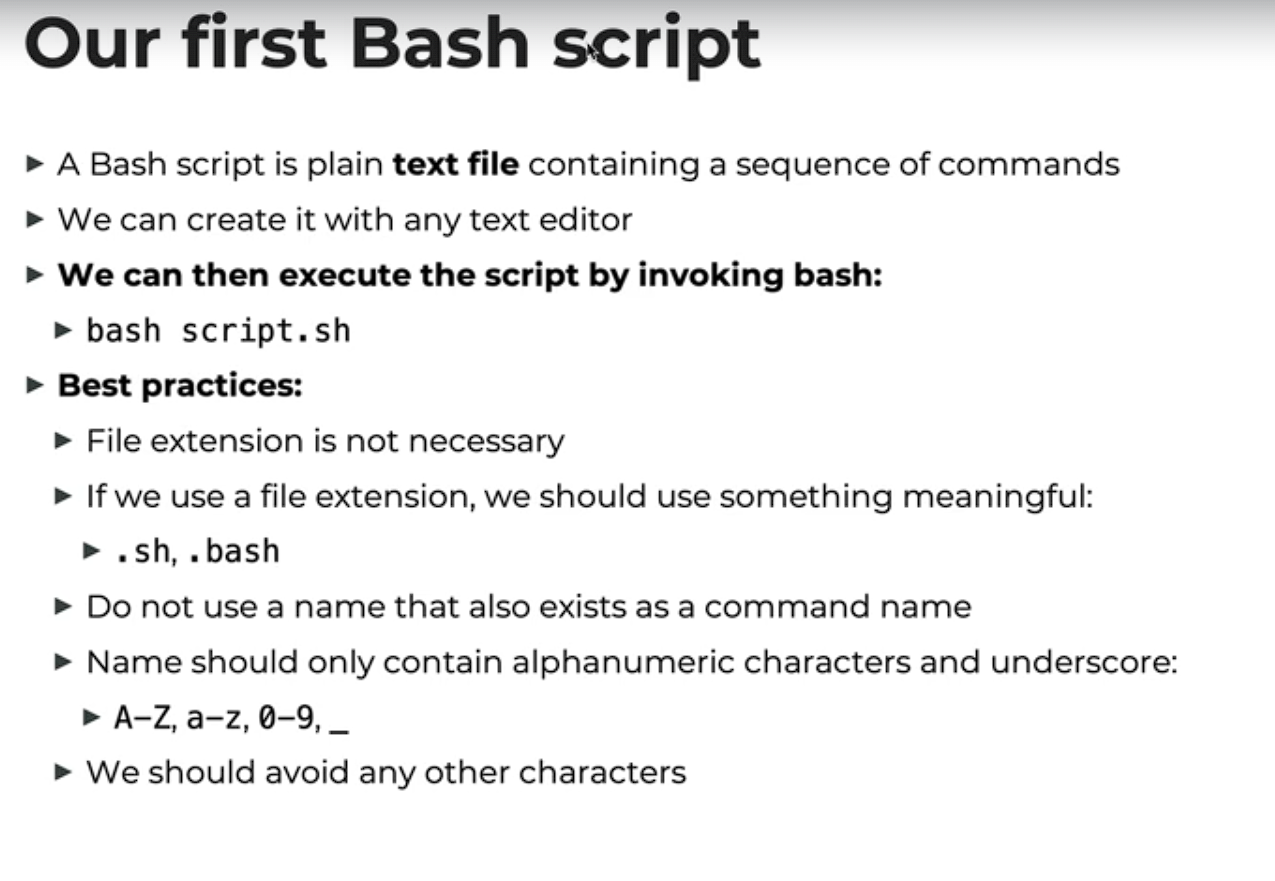 Our first Bash script
▶ A Bash script is plain text file containing a sequence of commands
▶ We can create it with any text editor
▶ We can then execute the script by invoking bash:
▶ bash script.sh
▶ Best practices:
▶ File extension is not necessary
▶ If we use a file extension, we should use something meaningful:
▶ .sh, .bash
▶ Do not use a name that also exists as a command name
▶ Name should only contain alphanumeric characters and underscore:
▶ A–Z, a–z, 0–9, _
▶ We should avoid any other characters